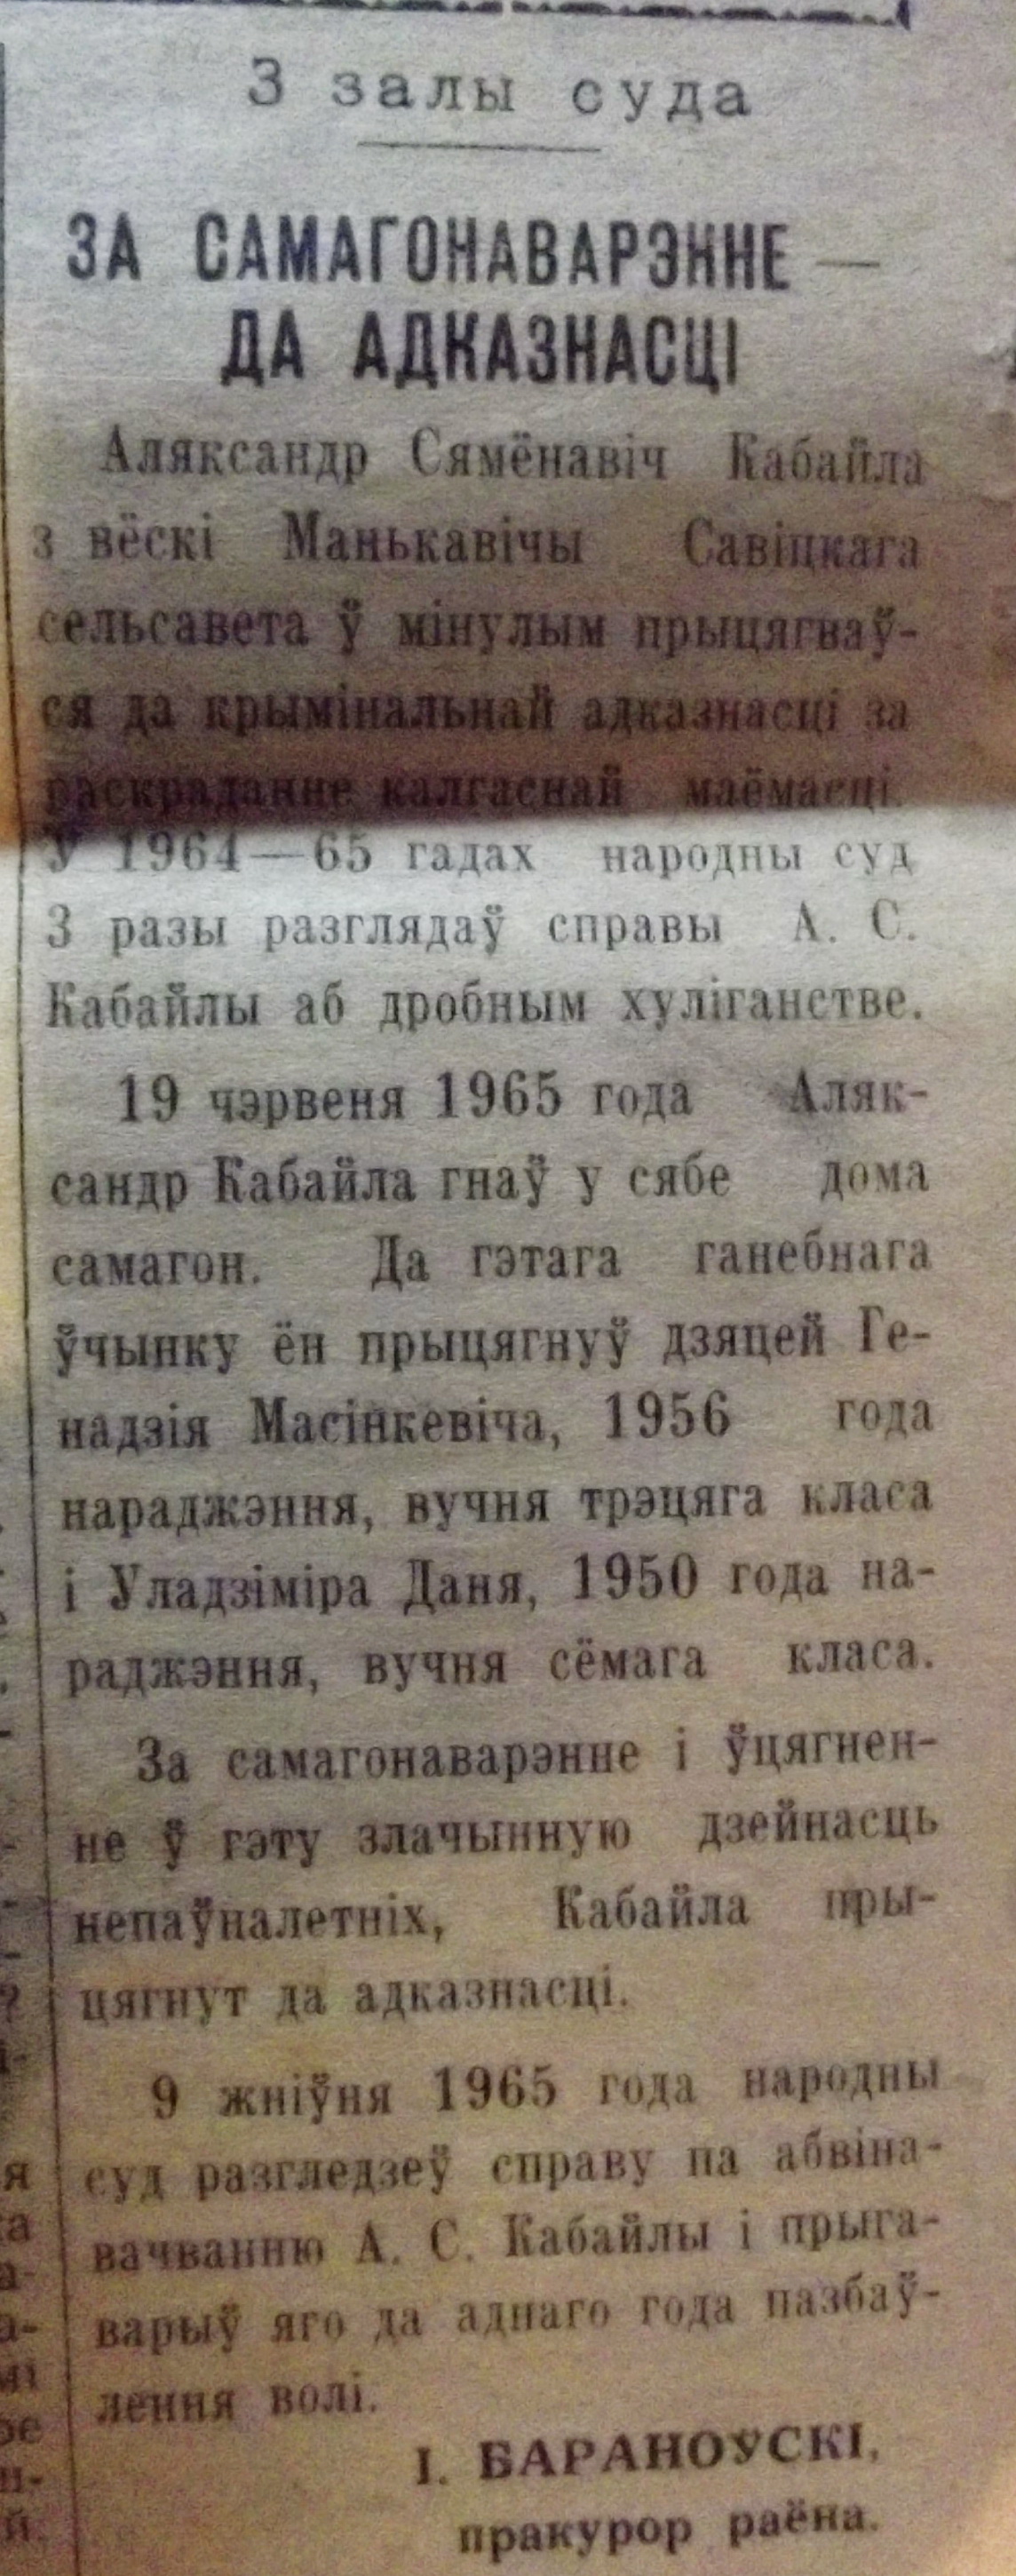 З залы суда
ЗА САМАГОНАВАРЭННЕ —
ДА АДКАЗНАСЦІ
Аляксандр Сямёнавіч Кабайла
з вёскі Манькавічы Савіцкага
сельсавета ў мінулым прыцягваў-
ся да крымінальнай адказнасці за
раскраданне калгаснай маёмасці.
У 1964—65 гадах народны суд
3 разы разглядаў справы А. С.
Кабайлы аб дробным хуліганстве.
19 чэрвеня 1965 года Аляк-
сандр Кабайла гнаў у сябе дома
самагон. Да гэтага ганебнага
ўчынку ён прыцягнуў дзяцей Ге-
надзія Масінкевіча, 1956 года
нараджэння, вучня трэцяга класа
і Уладзіміра Даня, 1950 года на-
раджэння, вучня сёмага класа.
За самагонаварэнне і ўцягнен-
не ў гэту злачынную дзейнасць
непаўналетніх, Кабайла пры-
цягнут да адказнасці.
9 жніўня 1965 года народны
суд разгледзеў справу па абвіна-
вачванню А. С. Кабайлы і прыга-
варыў яго да аднаго года пазбаў-
лення волі.
І. БАРАНОЎСКІ,
пракурор раёна.